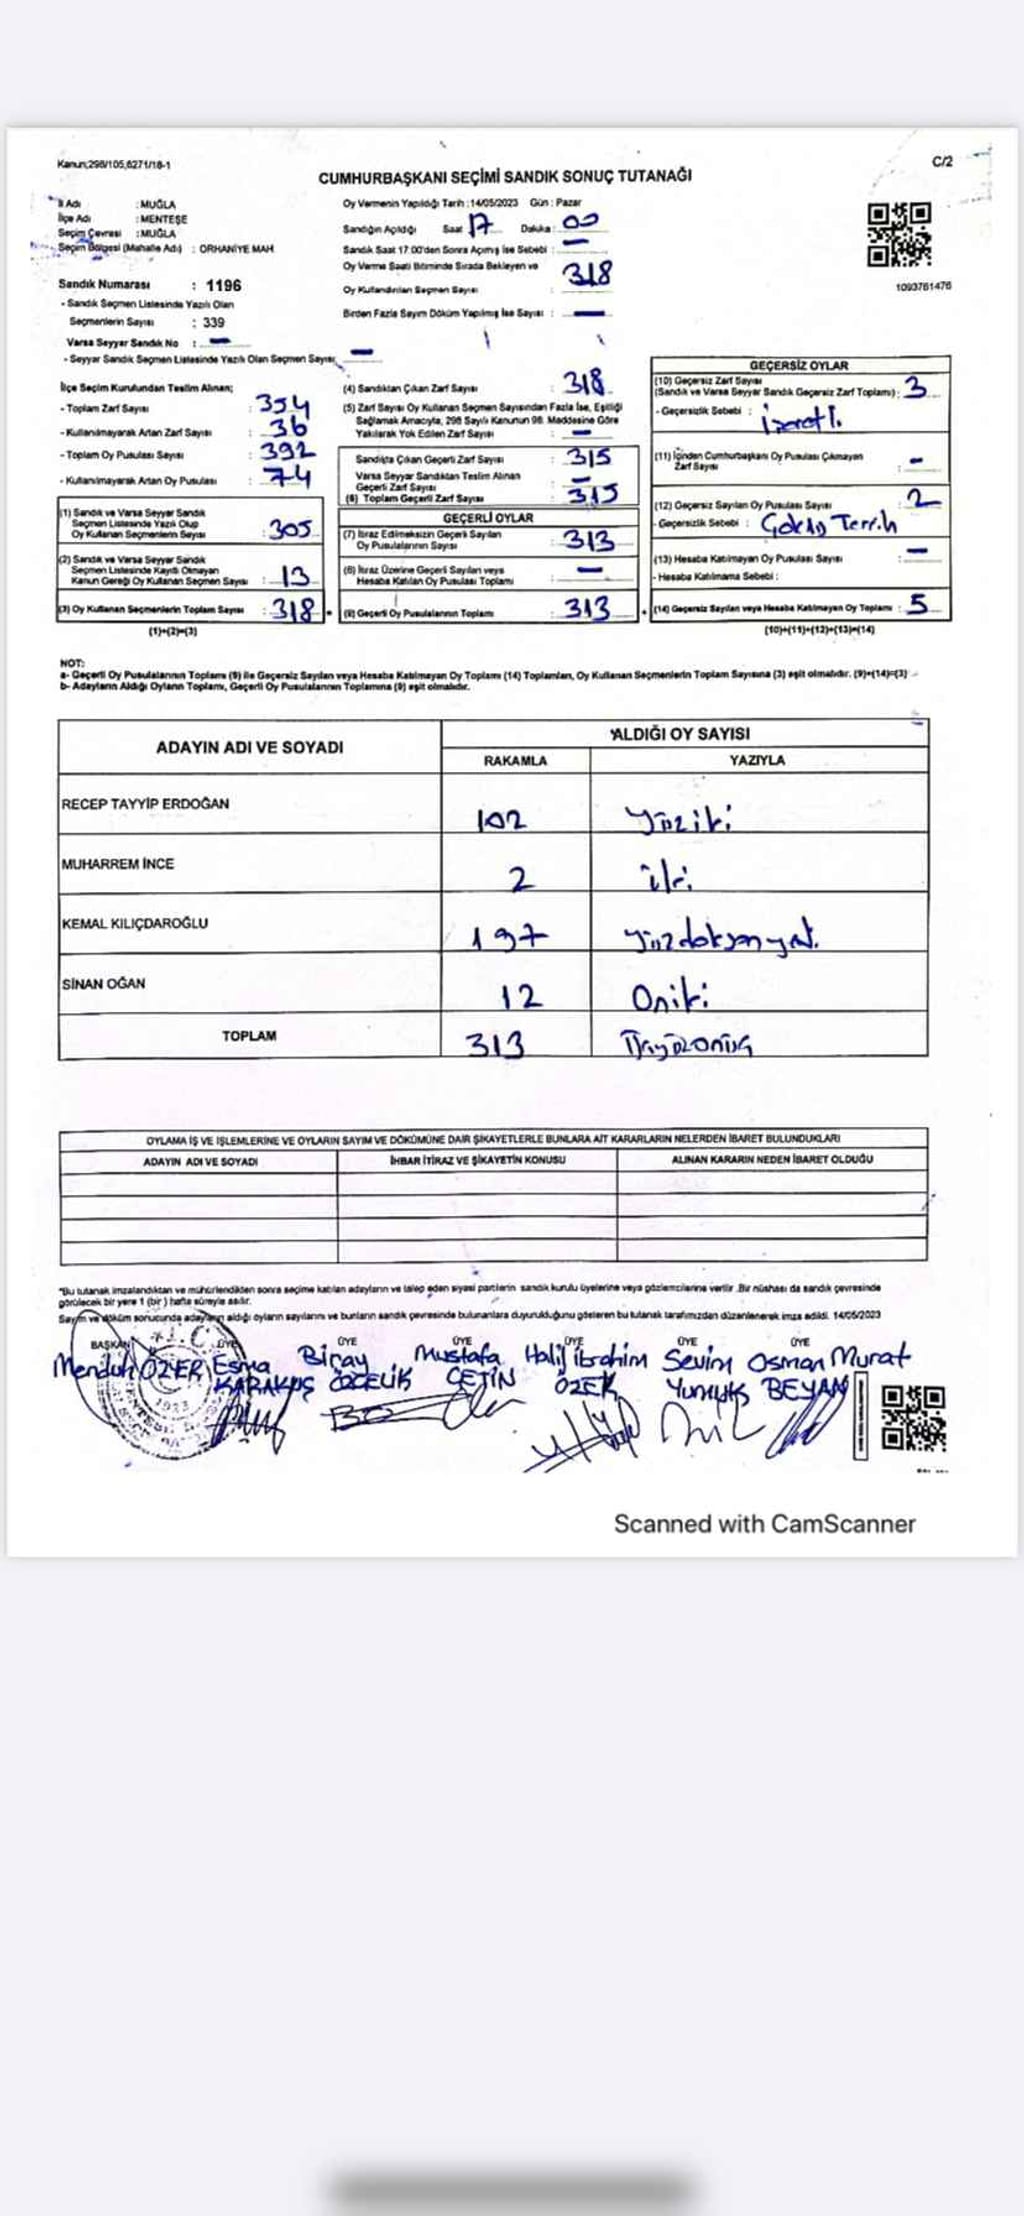 Kanun;298/105,6271/18-1
C/2
CUMHURBAŞKANI SEÇİMİ SANDIK SONUÇ TUTANAĞI
İl Adı : MUĞLA
İlçe Adı : MENTEŞE
Seçim Çevresi : MUĞLA
Seçim Bölgesi (Mahalle Adı) : ORHANİYE MAH
Sandık Numarası : 1196
- Sandık Seçmen Listesinde Yazılı Olan
Seçmenlerin Sayısı : 339
Varsa Seyyar Sandık No : -
- Seyyar Sandık Seçmen Listesinde Yazılı Olan Seçmen Sayısı : -
Oy Vermenin Yapıldığı Tarih : 14/05/2023 Gün : Pazar
Sandığın Açıldığı Saat : 17 Dakika : 00
Sandık Saat 17.00'den Sonra Açımış İse Sebebi : -
Oy Verme Saati Bitiminde Sırada Bekleyen ve
Oy Kullandırılan Seçmen Sayısı : 318
Birden Fazla Sayım Döküm Yapılmış İse Sayısı : -
1093761476
İlçe Seçim Kurulundan Teslim Alınan;
- Toplam Zarf Sayısı : 354
- Kullanılmayarak Artan Zarf Sayısı : 36
- Toplam Oy Pusulası Sayısı : 392
- Kullanılmayarak Artan Oy Pusulası : 74
(1) Sandık ve Varsa Seyyar Sandık
Seçmen Listesinde Yazılı Olup
Oy Kullanan Seçmenlerin Sayısı : 305
(2) Sandık ve Varsa Seyyar Sandık
Seçmen Listesinde Kayıtlı Olmayan
Kanun Gereği Oy Kullanan Seçmen Sayısı : 13
(3) Oy Kullanan Seçmenlerin Toplam Sayısı : 318
(1)+(2)=(3)
(4) Sandıktan Çıkan Zarf Sayısı : 318
(5) Zarf Sayısı Oy Kullanan Seçmen Sayısından Fazla İse, Eşitliği
Sağlamak Amacıyla, 298 Sayılı Kanunun 98. Maddesine Göre
Yakılarak Yok Edilen Zarf Sayısı : -
Sandıkta Çıkan Geçerli Zarf Sayısı : 315
Varsa Seyyar Sandıktan Teslim Alınan
Geçerli Zarf Sayısı : -
(6) Toplam Geçerli Zarf Sayısı : 315
GEÇERLİ OYLAR
(7) İtiraz Edilmeksizin Geçerli Sayılan
Oy Pusulalarının Sayısı : 313
(8) İtiraz Üzerine Geçerli Sayılan veya
Hesaba Katılan Oy Pusulası Toplamı : -
(9) Geçerli Oy Pusulalarının Toplamı : 313
GEÇERSİZ OYLAR
(10) Geçersiz Zarf Sayısı
(Sandık ve Varsa Seyyar Sandık Geçersiz Zarf Toplamı) : 3
- Geçersizlik Sebebi : işaretli
(11) İçinden Cumhurbaşkanı Oy Pusulası Çıkmayan
Zarf Sayısı : -
(12) Geçersiz Sayılan Oy Pusulası Sayısı : 2
- Geçersizlik Sebebi :
(13) Hesaba Katılmayan Oy Pusulası Sayısı : -
- Hesaba Katılmama Sebebi :
(14) Geçersiz Sayılan veya Hesaba Katılmayan Oy Toplamı : 5
(10)+(11)+(12)+(13)=(14)
NOT:
a- Geçerli Oy Pusulalarının Toplamı (9) ile Geçersiz Sayılan veya Hesaba Katılmayan Oy Toplamı (14) Toplamları, Oy Kullanan Seçmenlerin Toplam Sayısına (3) eşit olmalıdır. (9)+(14)=(3)
b- Adayların Aldığı Oyların Toplamı, Geçerli Oy Pusulalarının Toplamına (9) eşit olmalıdır.
ADAYIN ADI VE SOYADI ALDIĞI OY SAYISI
RAKAMLA YAZIYLA
RECEP TAYYİP ERDOĞAN 102 Yüziki
MUHARREM İNCE 2 iki
KEMAL KILIÇDAROĞLU 197 Yüzdoksanyedi
SİNAN OĞAN 12 Oniki
TOPLAM 313 Üçyüzonüç
OYLAMA İŞ VE İŞLEMLERİNE VE OYLARIN SAYIM VE DÖKÜMÜNE DAİR ŞİKAYETLERLE BUNLARA AİT KARARLARIN NELERDEN İBARET BULUNDUKLARI
ADAYIN ADI VE SOYADI İHBAR İTİRAZ VE ŞİKAYETİN KONUSU ALINAN KARARIN NEDEN İBARET OLDUĞU
"Bu tutanak imzalandıktan ve mühürlendikten sonra seçime katılan adayların ve talep eden siyasi partilerin sandık kurulu üyelerine veya gözlemcilerine verilir. Bir nüshası da sandık çevresinde
görülecek bir yere 1 (bir) hafta süreyle asılır.
Sayım ve döküm sonucunda adayların aldığı oyların sayılarını ve bunların sandık çevresinde bulunanlara duyurulduğunu gösteren bu tutanak tarafımızdan düzenlenerek imza edildi. 14/05/2023
BAŞKAN ÜYE ÜYE ÜYE ÜYE ÜYE ÜYE
Menduh ÖZER Esma KARAKUŞ Biray ÖZÇELİK Mustafa ÇETİN Halil İbrahim ÖZER Sevim Osman Murat BEYAN
Scanned with CamScanner